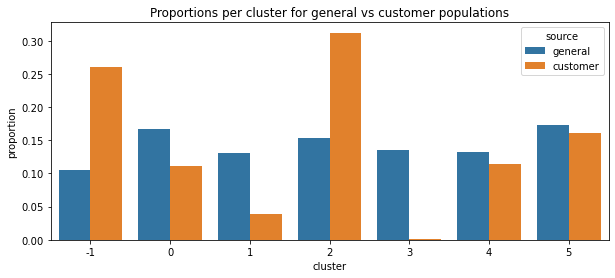 Proportions per cluster for general vs customer populations
source
general
customer
proportion
0.30
0.25
0.20
0.15
0.10
0.05
0.00
-1 0 1 2 3 4 5
cluster